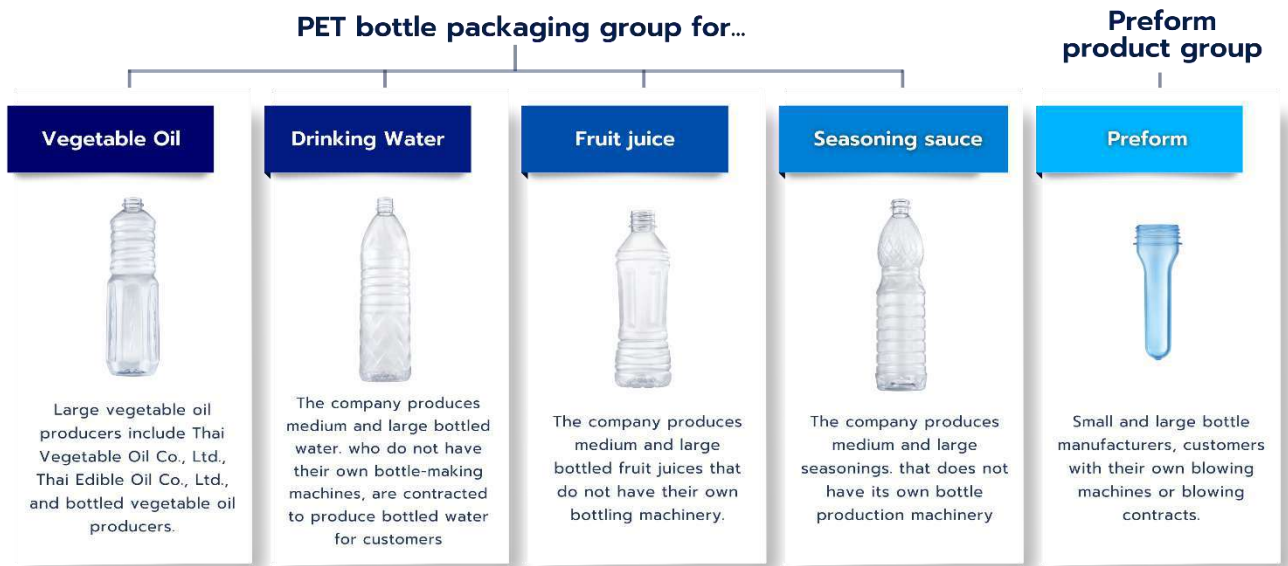 PET bottle packaging group for...
Preform
product group
Vegetable Oil
Large vegetable oil
producers include Thai
Vegetable Oil Co., Ltd.,
Thai Edible Oil Co., Ltd.,
and bottled vegetable oil
producers.
Drinking Water
The company produces
medium and large bottled
water. who do not have
their own bottle-making
machines, are contracted
to produce bottled water
for customers
Fruit juice
The company produces
medium and large
bottled fruit juices that
do not have their own
bottling machinery.
Seasoning sauce
The company produces
medium and large
seasonings. that does not
have its own bottle
production machinery
Preform
Small and large bottle
manufacturers, customers
with their own blowing
machines or blowing
contracts.